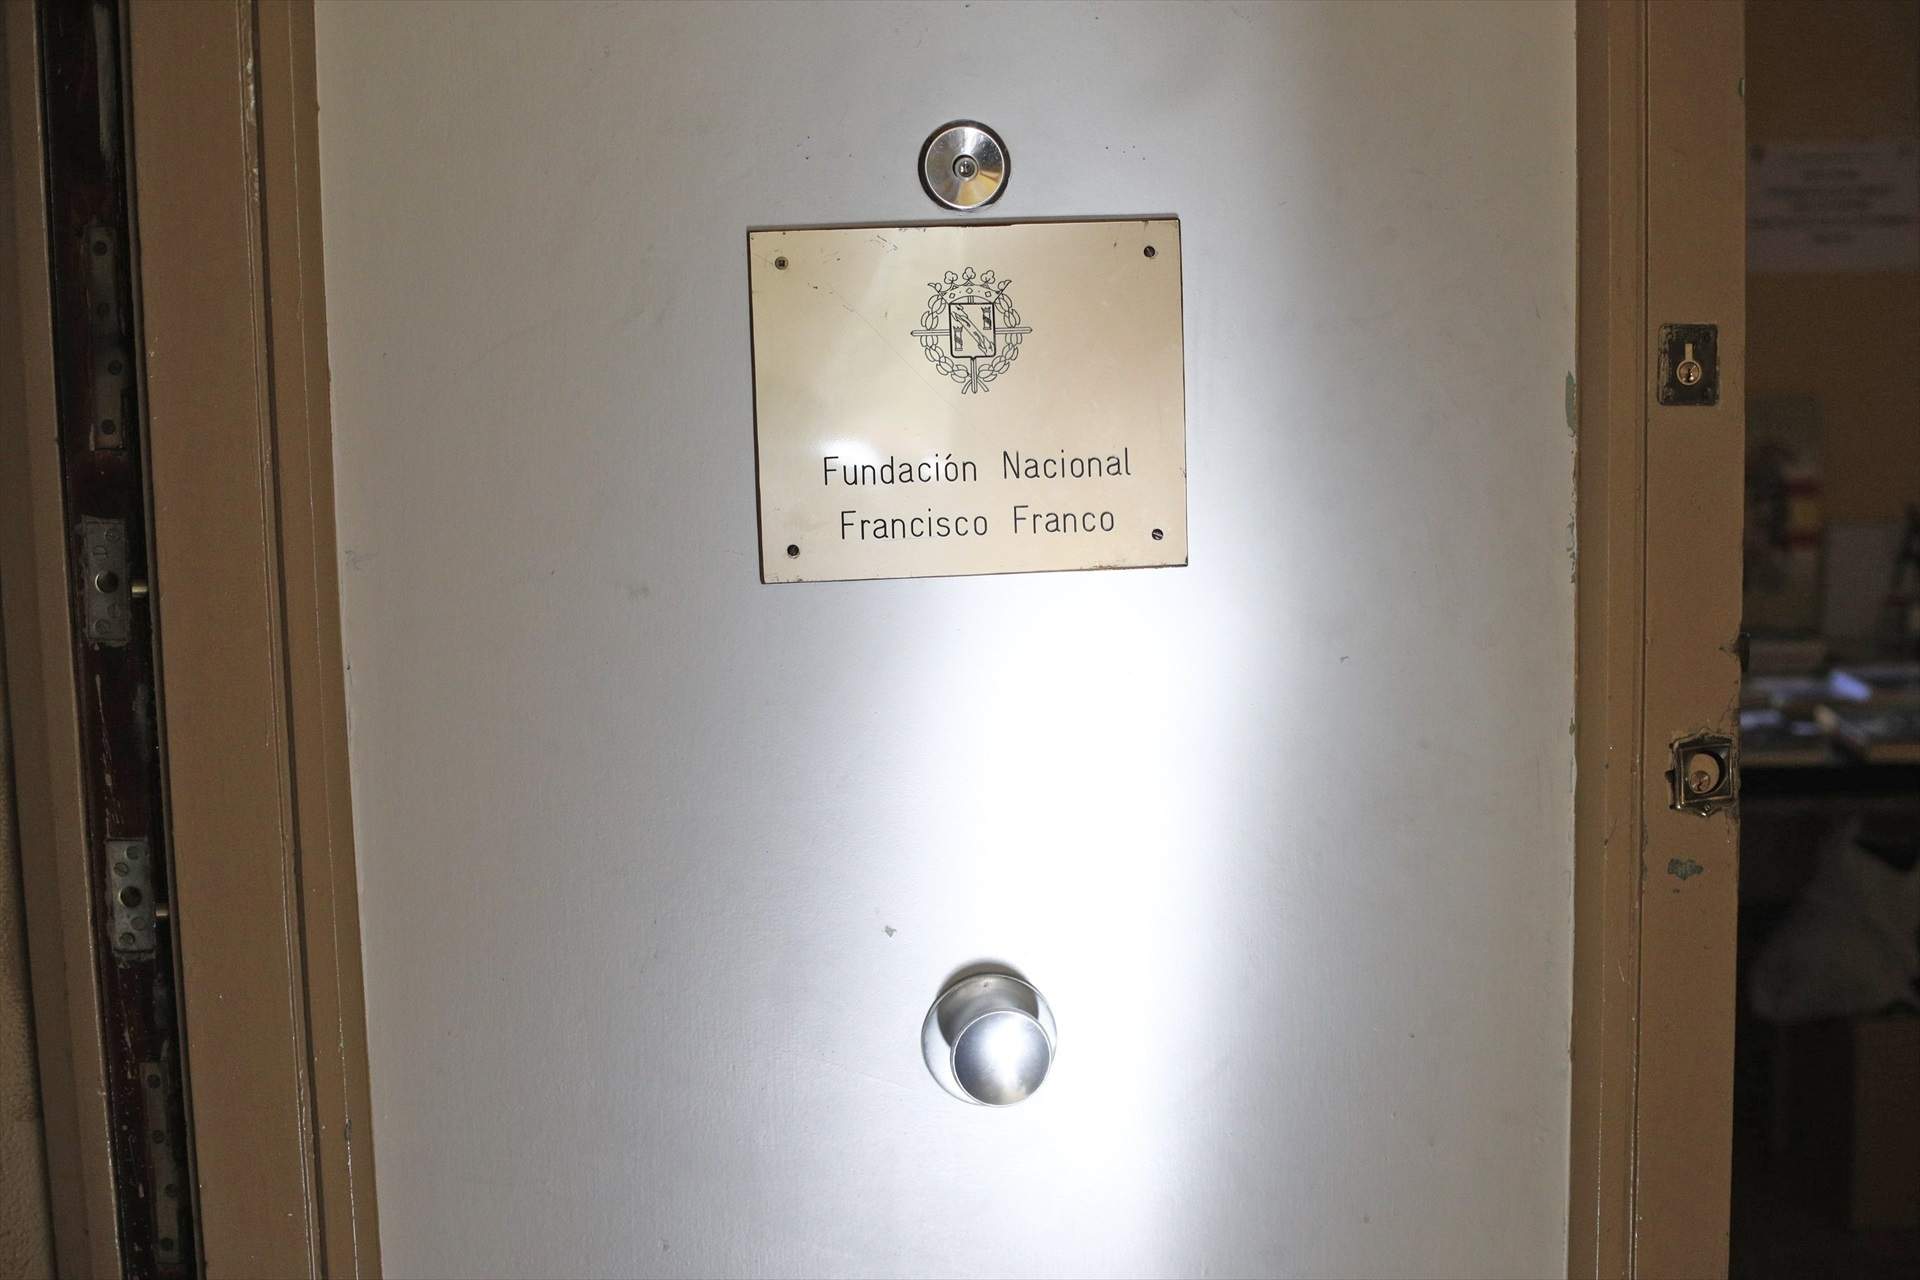 Fundación Nacional
Francisco Franco